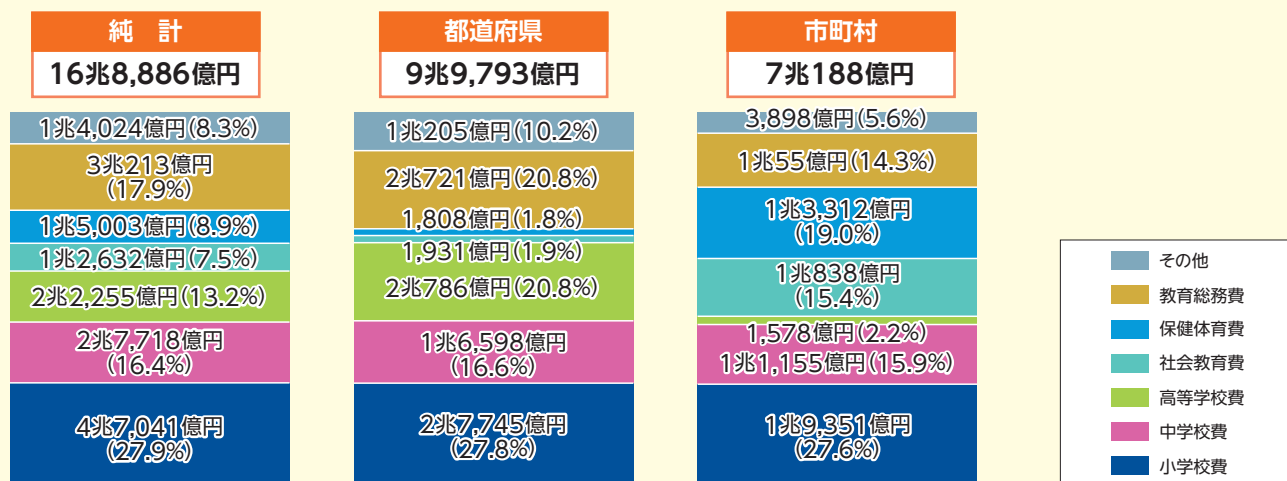 純　計
16兆8,886億円
1兆4,024億円(8.3%)
3兆213億円
(17.9%)
1兆5,003億円(8.9%)
1兆2,632億円(7.5%)
2兆2,255億円(13.2%)
2兆7,718億円
(16.4%)
4兆7,041億円
(27.9%)
都道府県
9兆9,793億円
1兆205億円(10.2%)
2兆721億円(20.8%)
1,808億円(1.8%)
1,931億円(1.9%)
2兆786億円(20.8%)
1兆6,598億円
(16.6%)
2兆7,745億円
(27.8%)
市町村
7兆188億円
3,898億円(5.6%)
1兆55億円(14.3%)
1兆3,312億円
(19.0%)
1兆838億円
(15.4%)
1,578億円(2.2%)
1兆1,155億円(15.9%)
1兆9,351億円
(27.6%)
その他
教育総務費
保健体育費
社会教育費
高等学校費
中学校費
小学校費